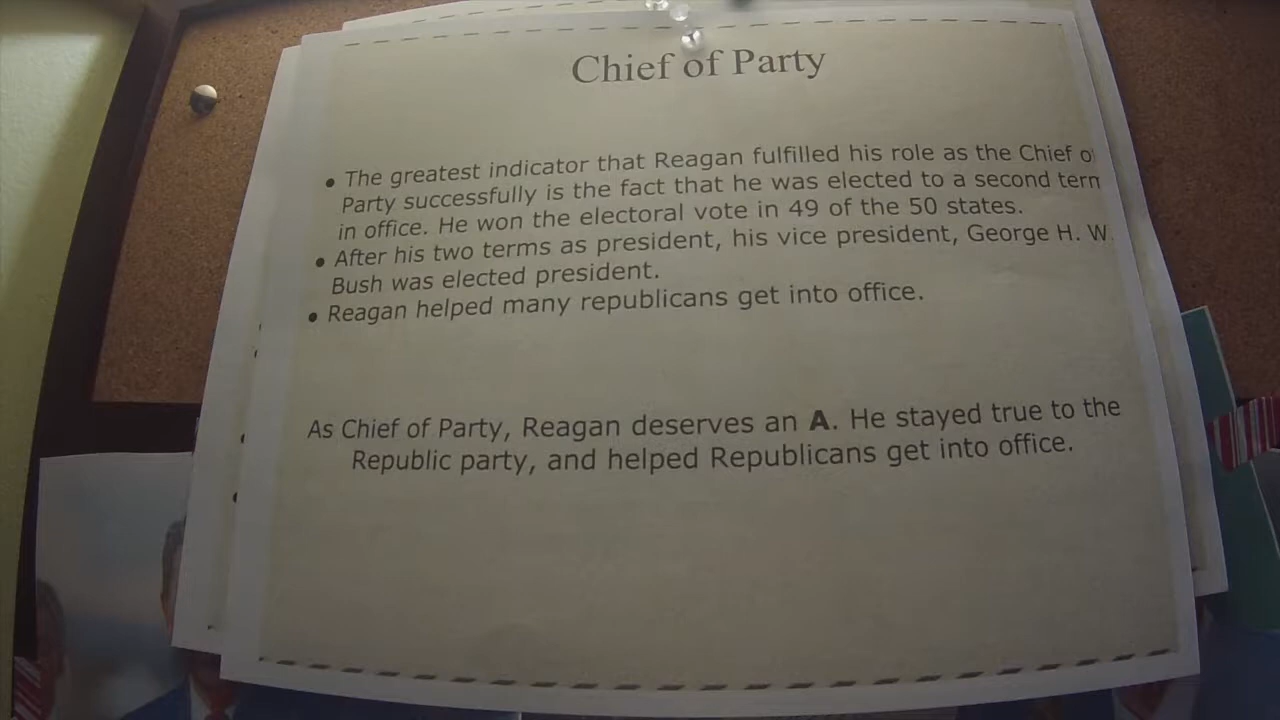 Chief of Party
• The greatest indicator that Reagan fulfilled his role as the Chief o
Party successfully is the fact that he was elected to a second term
in office. He won the electoral vote in 49 of the 50 states.
• After his two terms as president, his vice president, George H. W.
Bush was elected president.
• Reagan helped many republicans get into office.
As Chief of Party, Reagan deserves an A. He stayed true to the
Republic party, and helped Republicans get into office.